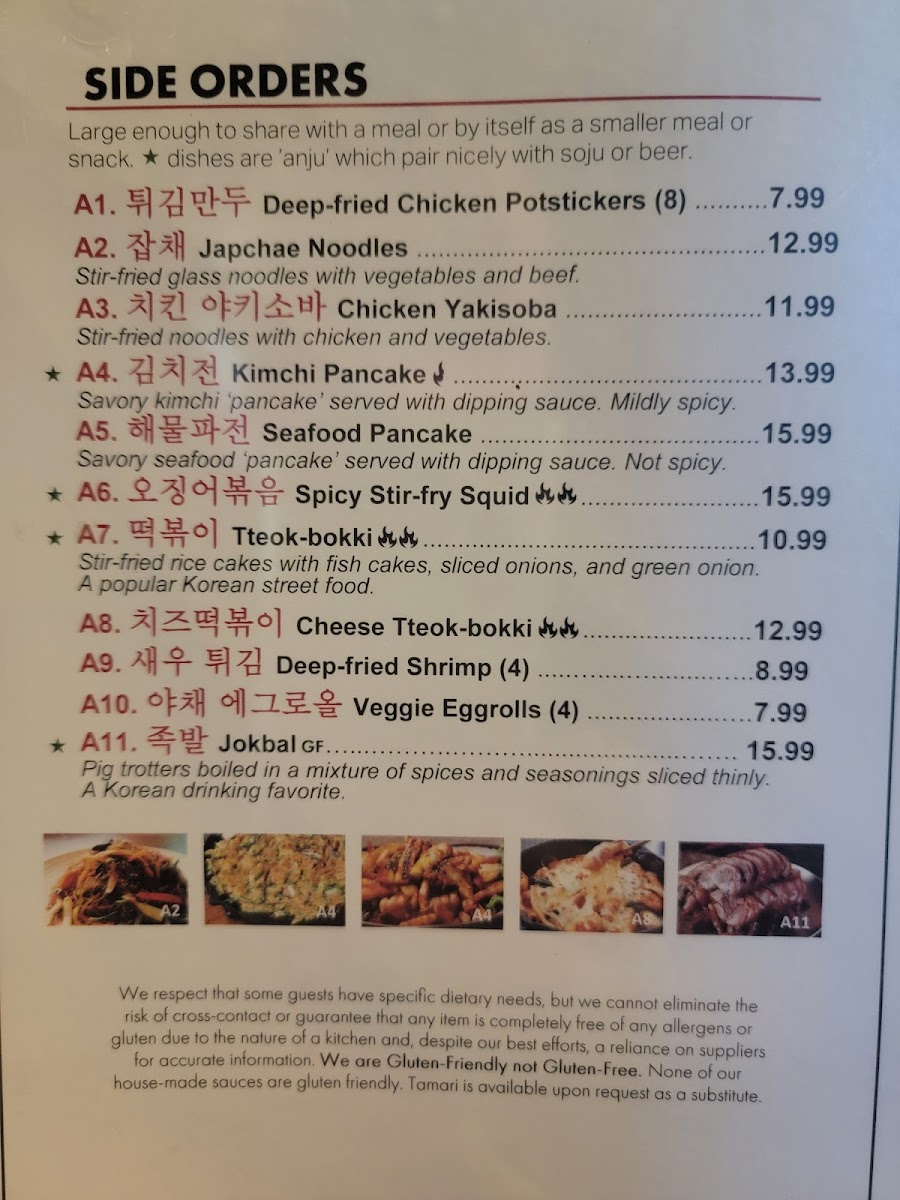 SIDE ORDERS
Large enough to share with a meal or by itself as a smaller meal or
snack. ★ dishes are 'anju' which pair nicely with soju or beer.
A1. 튀김만두 Deep-fried Chicken Potstickers (8) ..........7.99
A2. 잡채 Japchae Noodles ..............................................12.99
Stir-fried glass noodles with vegetables and beef.
A3. 치킨 야키소바 Chicken Yakisoba ..........................11.99
Stir-fried noodles with chicken and vegetables.
★ A4. 김치전 Kimchi Pancake .........................................13.99
Savory kimchi 'pancake' served with dipping sauce. Mildly spicy.
A5. 해물파전 Seafood Pancake .....................................15.99
Savory seafood 'pancake' served with dipping sauce. Not spicy.
★ A6. 오징어볶음 Spicy Stir-fry Squid ........................15.99
★ A7. 떡볶이 Tteok-bokki ............................................10.99
Stir-fried rice cakes with fish cakes, sliced onions, and green onion.
A popular Korean street food.
A8. 치즈떡볶이 Cheese Tteok-bokki ......................12.99
A9. 새우 튀김 Deep-fried Shrimp (4) ............................8.99
A10. 야채 에그로올 Veggie Eggrolls (4) ......................7.99
★ A11. 족발 Jokbal GF.................................................. 15.99
Pig trotters boiled in a mixture of spices and seasonings sliced thinly.
A Korean drinking favorite.
A2 A4 A4 A8 A11
We respect that some guests have specific dietary needs, but we cannot eliminate the
risk of cross-contact or guarantee that any item is completely free of any allergens or
gluten due to the nature of a kitchen and, despite our best efforts, a reliance on suppliers
for accurate information. We are Gluten-Friendly not Gluten-Free. None of our
house-made sauces are gluten friendly. Tamari is available upon request as a substitute.